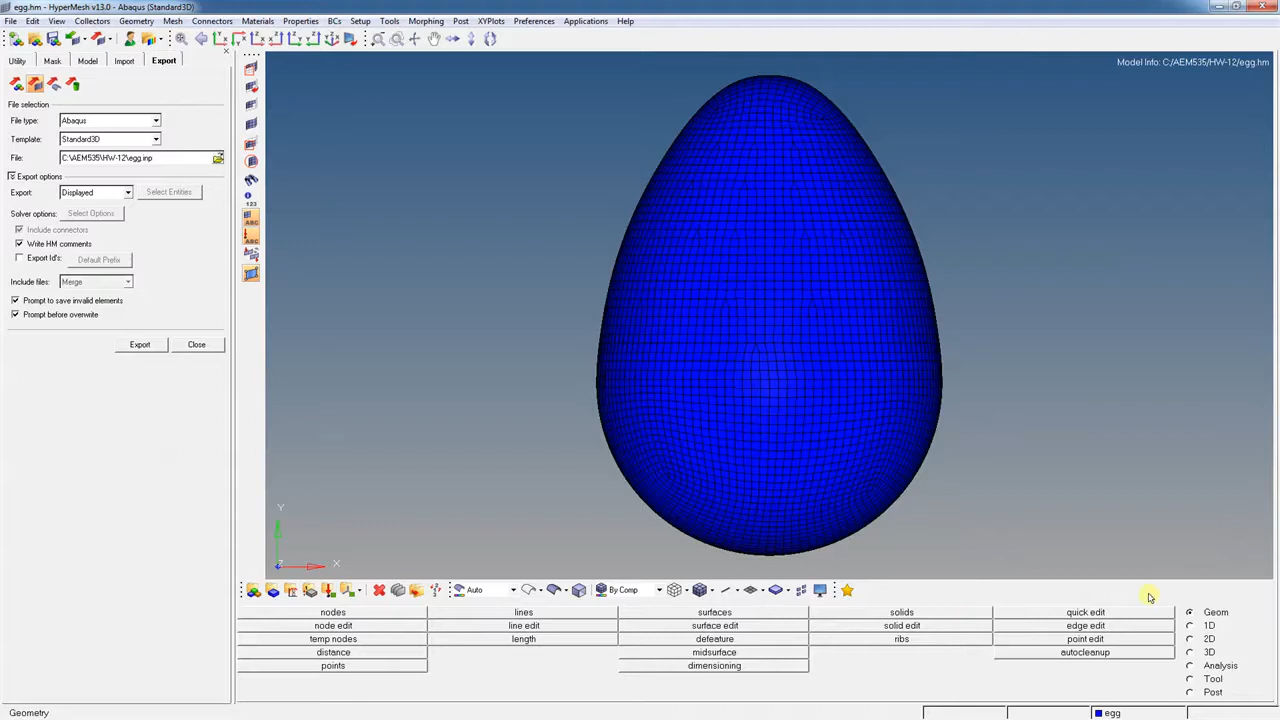 egg.hm - HyperMesh v13.0 - Abaqus (Standard3D)
File Edit View Collectors Geometry Mesh Connectors Materials Properties BCs Setup Tools Morphing Post XYPlots Preferences Applications Help
Utility Mask Model Import Export
Model Info: C:/AEM535/HW-12/egg.hm
File selection
File type: Abaqus
Template: Standard3D
File: C:\AEM535\HW-12\egg.inp
Export options
Export: Displayed Select Entities
Solver options: Select Options
Include connectors
Write HM comments
Export Id's: Default Prefix
Include files: Merge
Prompt to save invalid elements
Prompt before overwrite
Export Close
123
ABC
ABC
Y
X
Auto By Comp
nodes lines surfaces solids quick edit Geom
node edit line edit surface edit solid edit edge edit 1D
temp nodes length defeature ribs point edit 2D
distance midsurface autocleanup 3D
points dimensioning Analysis
Tool
Post
Geometry egg